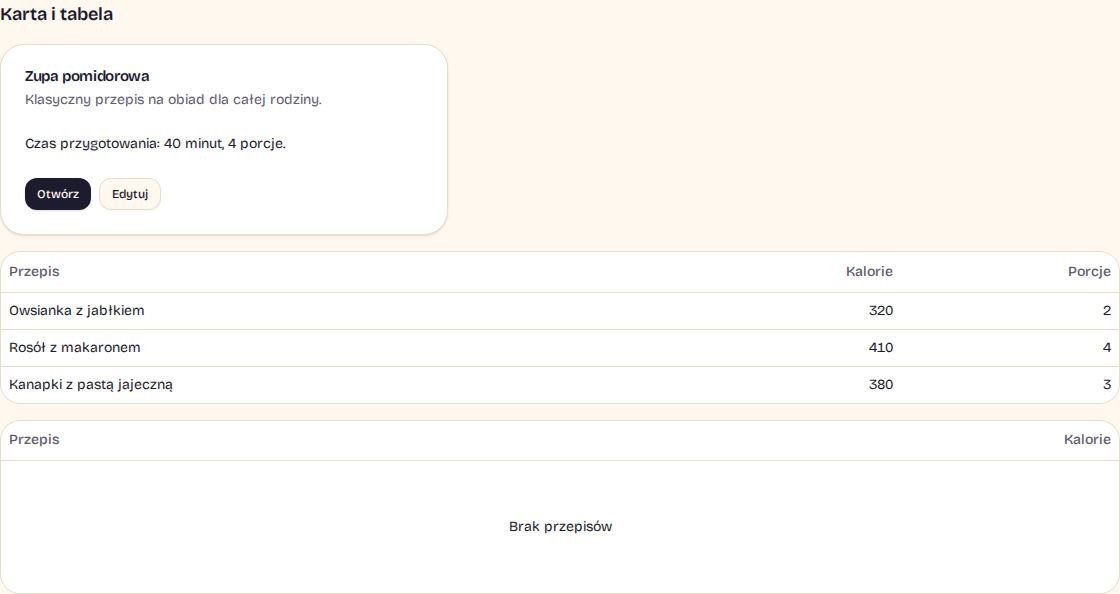 Karta i tabela
Zupa pomidorowa
Klasyczny przepis na obiad dla całej rodziny.
Czas przygotowania: 40 minut, 4 porcje.
Otwórz Edytuj
Przepis Kalorie Porcje
Owsianka z jabłkiem 320 2
Rosół z makaronem 410 4
Kanapki z pastą jajeczną 380 3
Przepis Kalorie
Brak przepisów